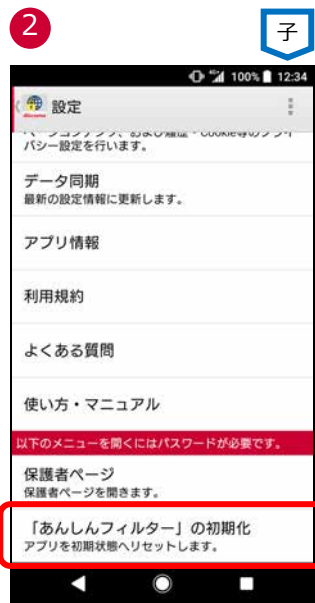 2
子
100% 12:34
docomo
設定
バシー設定を行います。
データ同期
最新の設定情報に更新します。
アプリ情報
利用規約
よくある質問
使い方・マニュアル
以下のメニューを開くにはパスワードが必要です。
保護者ページ
保護者ページを開きます。
「あんしんフィルター」の初期化
アプリを初期状態へリセットします。